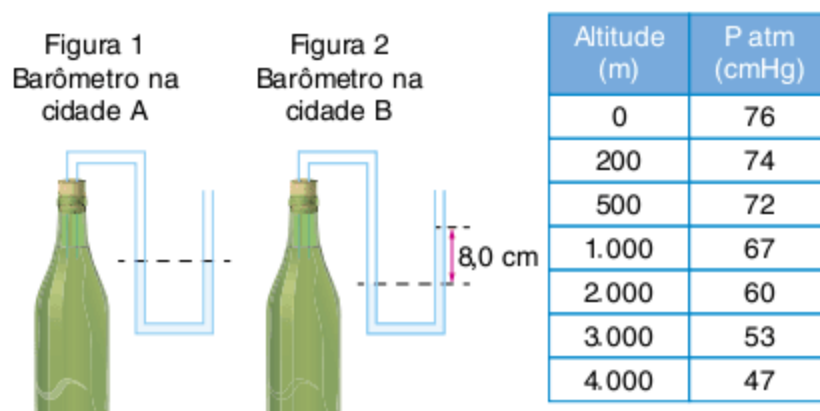 Figura 1
Barômetro na
cidade A
Figura 2
Barômetro na
cidade B
8,0 cm
Altitude (m) P atm (cmHg)
0 76
200 74
500 72
1.000 67
2.000 60
3.000 53
4.000 47